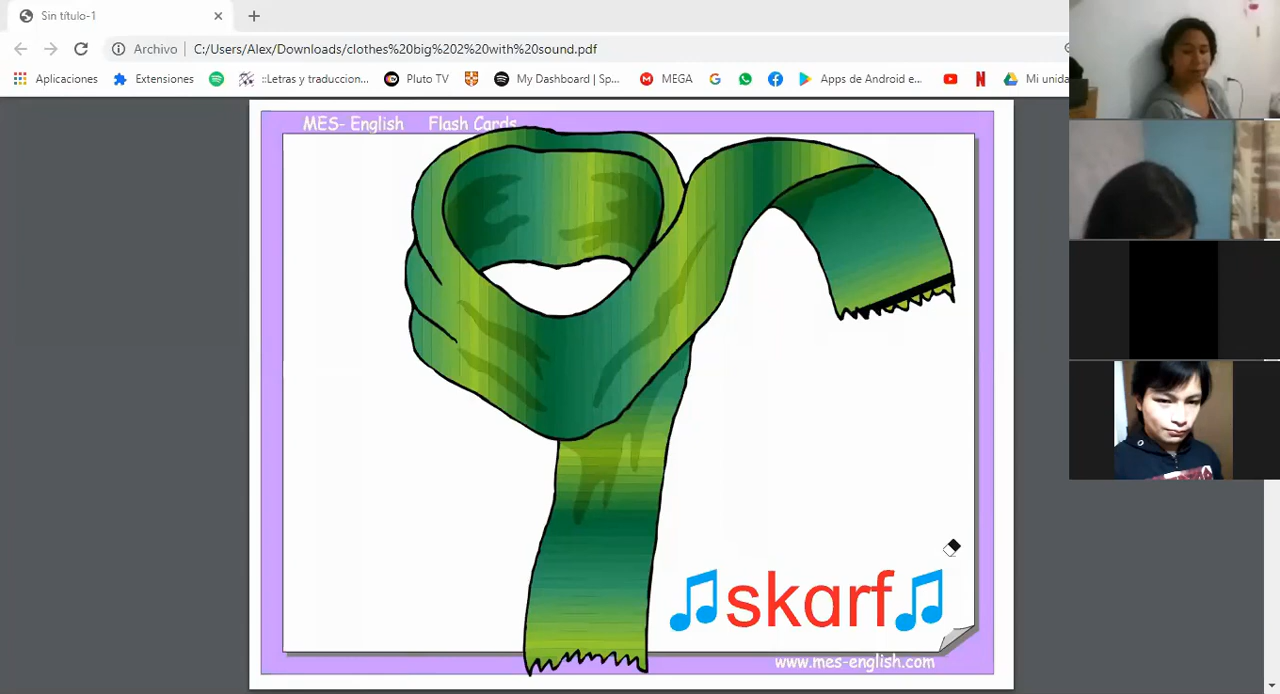 Sin título-1
Archivo C:/Users/Alex/Downloads/clothes%20big%202%20with%20sound.pdf
Aplicaciones Extensiones ::Letras y traduccion... Pluto TV My Dashboard | Sp... MEGA Apps de Android e... Mi unida
MES- English Flash Cards
skarf
www.mes-english.com